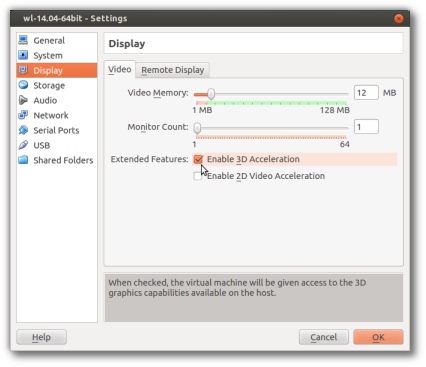 wl-14.04-64bit - Settings
General
System
Display
Storage
Audio
Network
Serial Ports
USB
Shared Folders
Display
Video
Remote Display
Video Memory: 12 MB
1 MB 128 MB
Monitor Count: 1
1 64
Extended Features: Enable 3D Acceleration
Enable 2D Video Acceleration
When checked, the virtual machine will be given access to the 3D
graphics capabilities available on the host.
Help
Cancel
OK